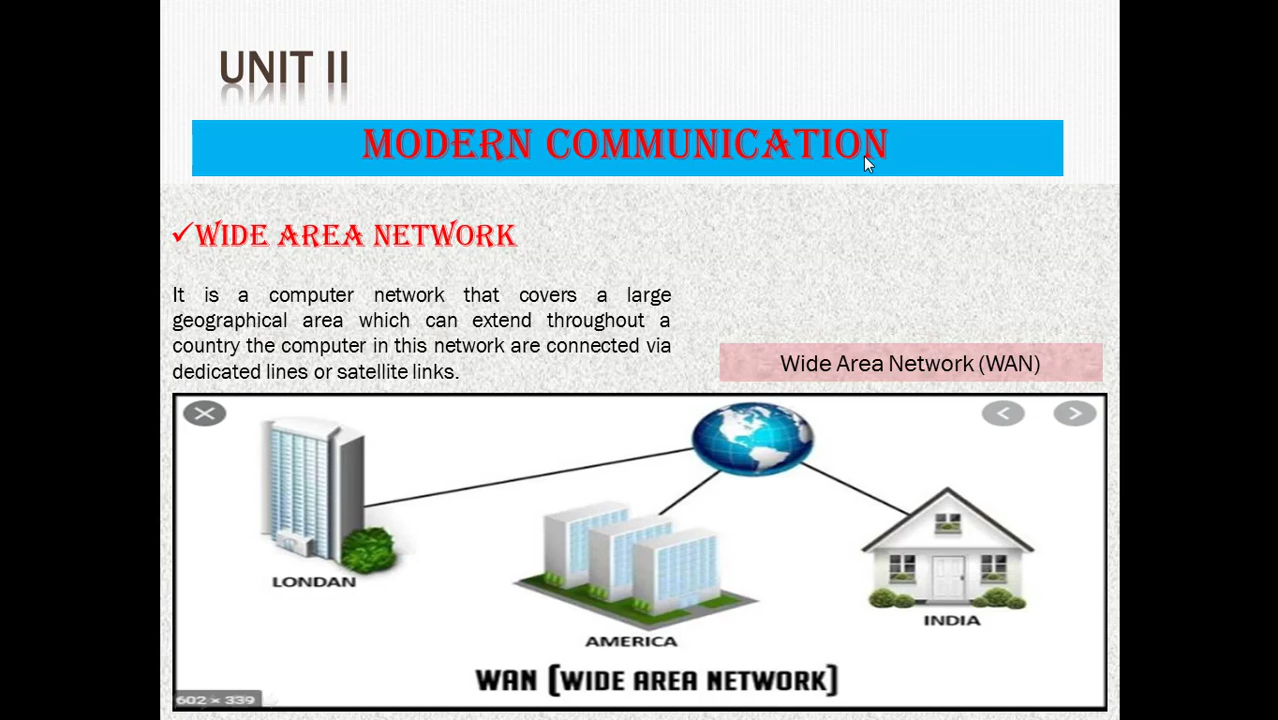 UNIT II
MODERN COMMUNICATION
✓WIDE AREA NETWORK
It is a computer network that covers a large
geographical area which can extend throughout a
country the computer in this network are connected via
dedicated lines or satellite links.
Wide Area Network (WAN)
LONDAN
AMERICA
INDIA
WAN [WIDE AREA NETWORK]
602 × 339